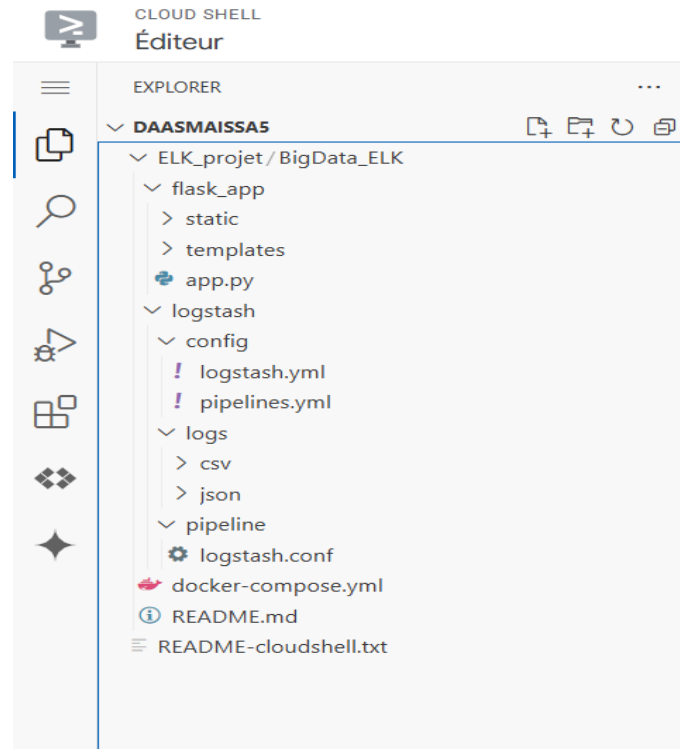 CLOUD SHELL
Éditeur
EXPLORER
DAASMAISSA5
ELK_projet / BigData_ELK
flask_app
static
templates
app.py
logstash
config
! logstash.yml
! pipelines.yml
logs
csv
json
pipeline
logstash.conf
docker-compose.yml
README.md
README-cloudshell.txt